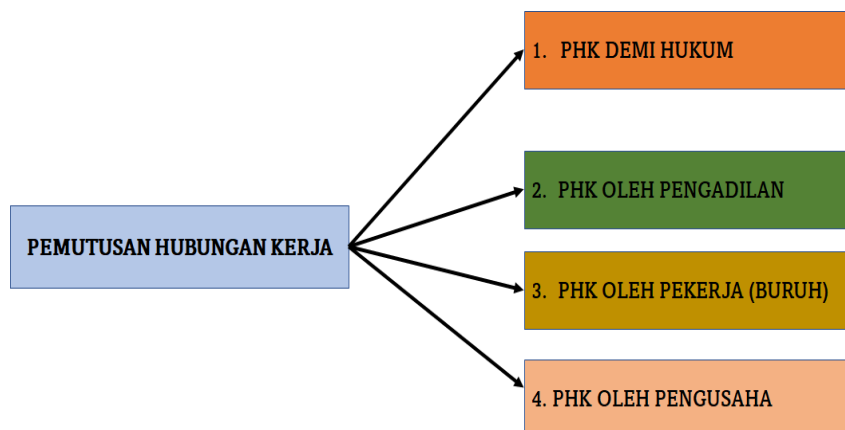 PEMUTUSAN HUBUNGAN KERJA
1. PHK DEMI HUKUM
2. PHK OLEH PENGADILAN
3. PHK OLEH PEKERJA (BURUH)
4. PHK OLEH PENGUSAHA